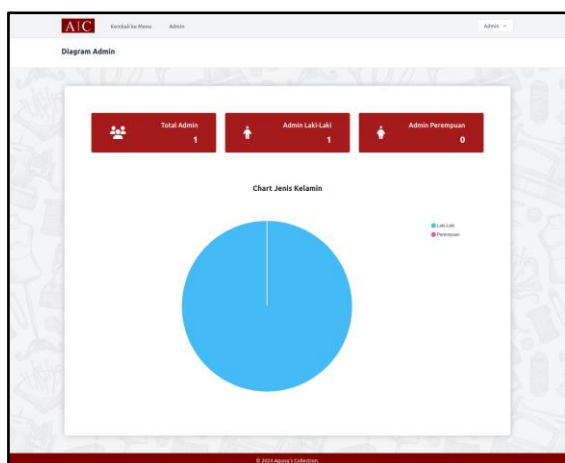 A|C Kembali ke Menu Admin Admin
Diagram Admin
Total Admin
1
Admin Laki-Laki
1
Admin Perempuan
0
Chart Jenis Kelamin
Laki-Laki
Perempuan
© 2024 Agung's Collection.